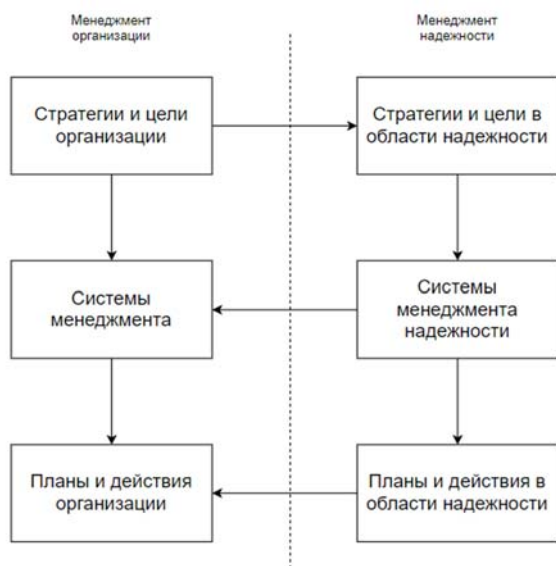 Менеджмент
организации
Менеджмент
надежности
Стратегии и цели
организации
Стратегии и цели в
области надежности
Системы
менеджмента
Системы
менеджмента
надежности
Планы и действия
организации
Планы и действия в
области надежности